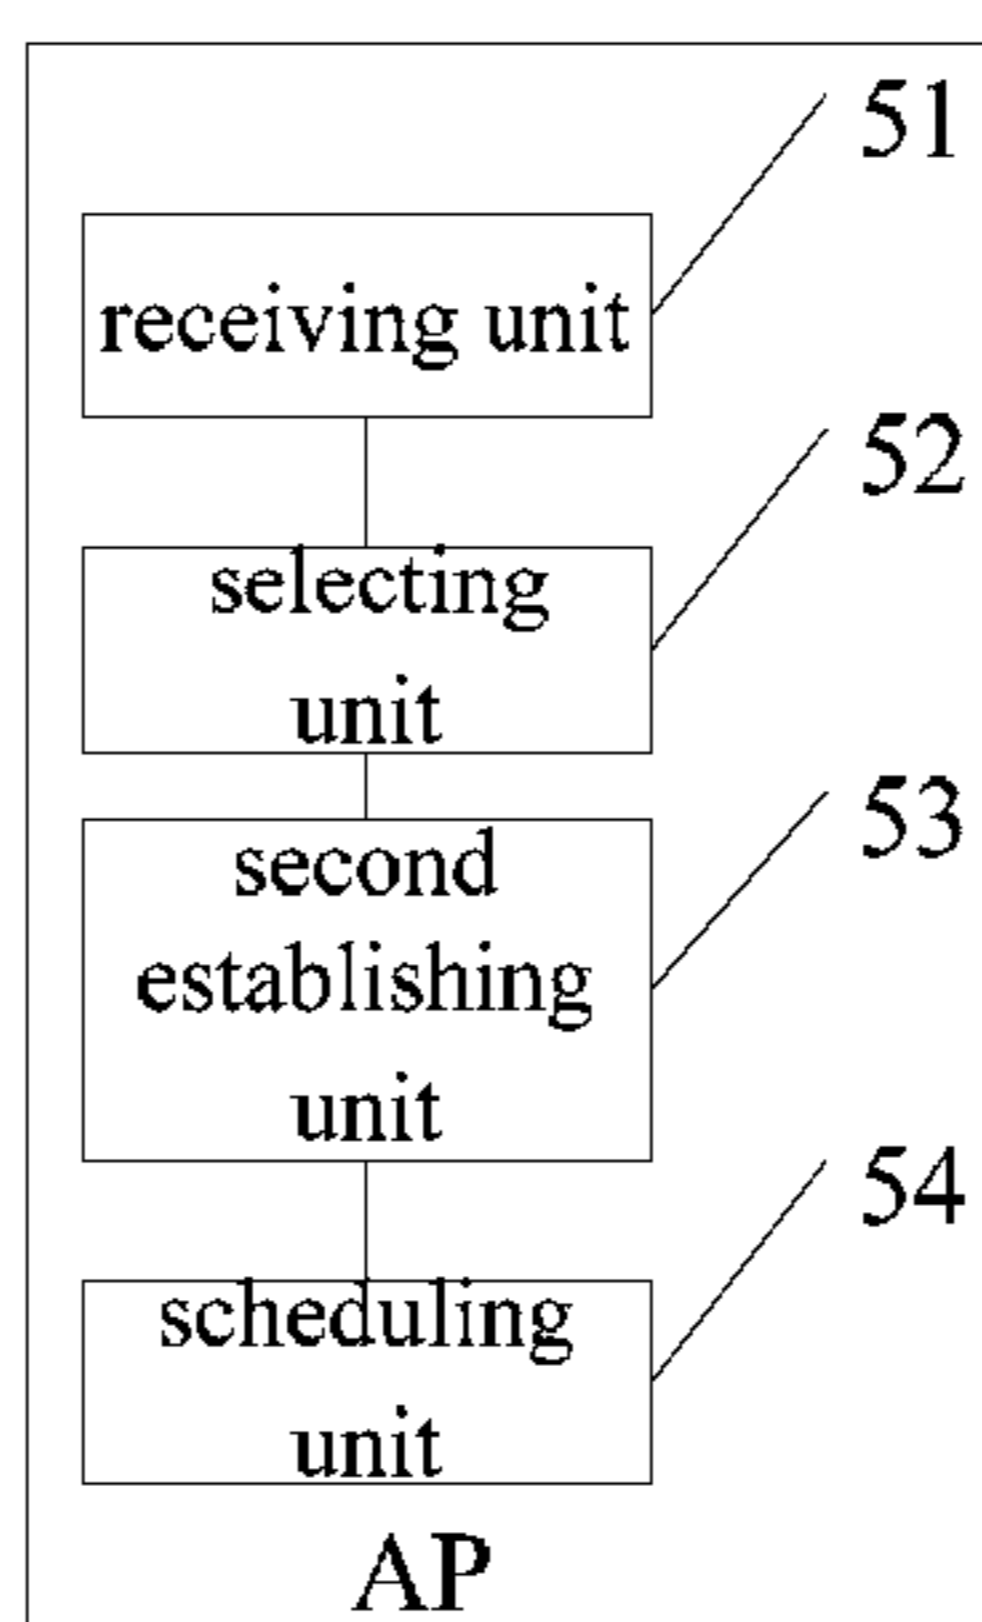 51
receiving unit
52
selecting
unit
53
second
establishing
unit
54
scheduling
unit
AP